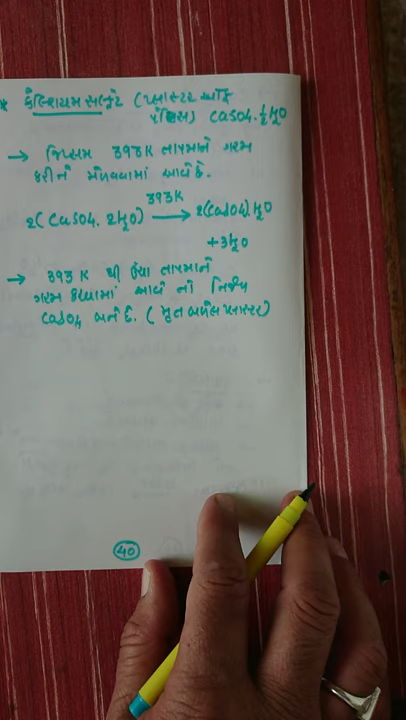 * કેલ્શિયમ સલ્ફેટ (પ્લાસ્ટર ઓફ
પેરિસ) CaSO4.½H2O
→ જિપ્સમ 393K તાપમાને ગરમ
કરીને મેળવવામાં આવે છે.
2(CaSO4. 2H2O) —393K→ 2(CaSO4).H2O
+3H2O
→ 393 K થી ઉંચા તાપમાને
ગરમ કરવામાં આવે તો નિર્જળ
CaSO4 બને છે. (મૃત બળેલ પ્લાસ્ટર)
40